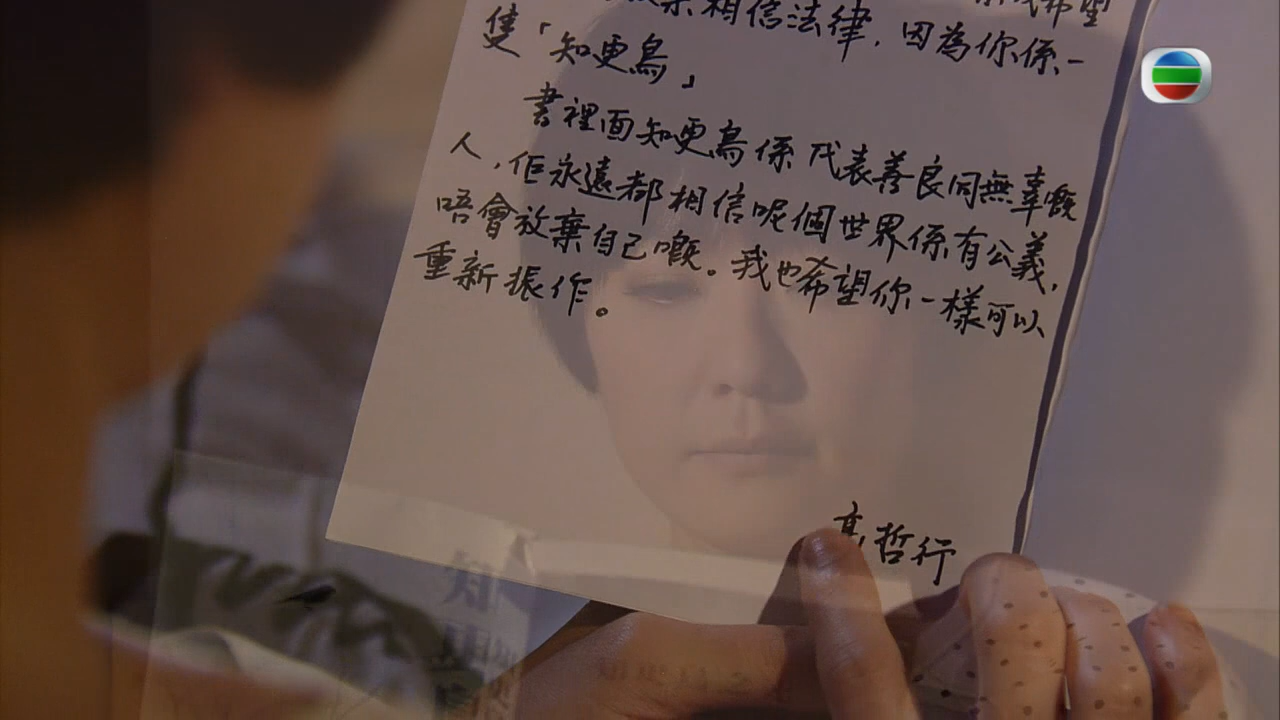 相信法律，因為你係一
隻「知更鳥」
書裡面知更鳥係代表善良同無辜嘅
人，佢永遠都相信呢個世界係有公義，
唔會放棄自己嘅。我也希望你一樣可以
重新振作。
高哲行
知